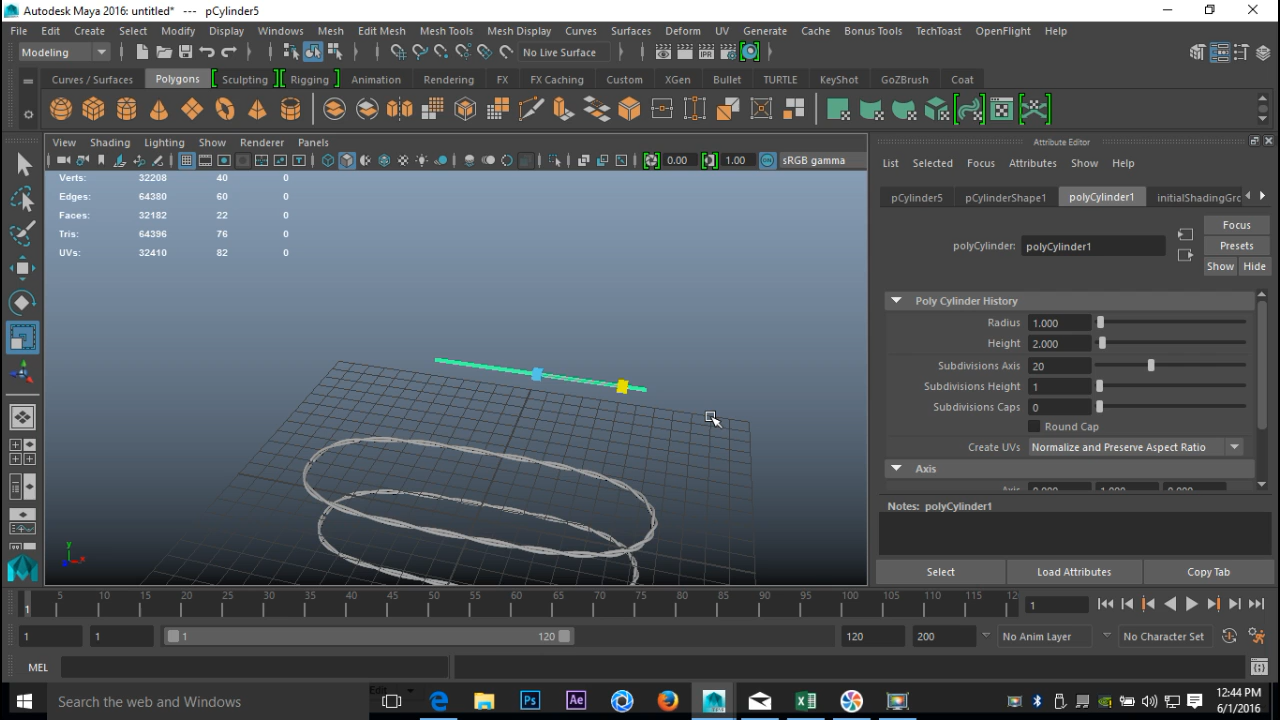 Autodesk Maya 2016: untitled*   ---   pCylinder5
File Edit Create Select Modify Display Windows Mesh Edit Mesh Mesh Tools Mesh Display Curves Surfaces Deform UV Generate Cache Bonus Tools TechToast OpenFlight Help
Modeling No Live Surface
Curves / Surfaces Polygons Sculpting Rigging Animation Rendering FX FX Caching Custom XGen Bullet TURTLE KeyShot GoZBrush Coat
View Shading Lighting Show Renderer Panels
0.00 1.00 sRGB gamma
Verts: 32208 40 0
Edges: 64380 60 0
Faces: 32182 22 0
Tris: 64396 76 0
UVs: 32410 82 0
y
x
Attribute Editor
List Selected Focus Attributes Show Help
pCylinder5 pCylinderShape1 polyCylinder1 initialShadingGrc
polyCylinder: polyCylinder1
Focus
Presets
Show Hide
Poly Cylinder History
Radius 1.000
Height 2.000
Subdivisions Axis 20
Subdivisions Height 1
Subdivisions Caps 0
Round Cap
Create UVs Normalize and Preserve Aspect Ratio
Axis
Notes: polyCylinder1
Select Load Attributes Copy Tab
1 5 10 15 20 25 30 35 40 45 50 55 60 65 70 75 80 85 90 95 100 105 110 115 12 1
1 1 1 120 120 200 No Anim Layer No Character Set
MEL
Search the web and Windows
Ps Ae
12:44 PM
6/1/2016